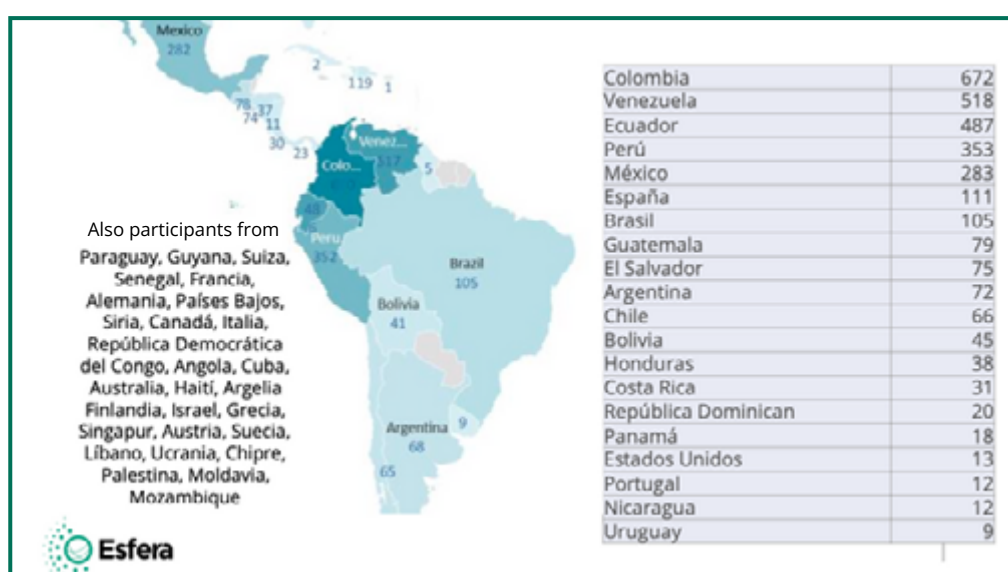 Mexico
282
2
119
1
78
37
74
11
30
23
Venez...
517
Colo...
5
48
Peru
352
Brazil
105
Bolivia
41
Argentina
68
9
65
Also participants from
Paraguay, Guyana, Suiza,
Senegal, Francia,
Alemania, Países Bajos,
Siria, Canadá, Italia,
República Democrática
del Congo, Angola, Cuba,
Australia, Haití, Argelia
Finlandia, Israel, Grecia,
Singapur, Austria, Suecia,
Líbano, Ucrania, Chipre,
Palestina, Moldavia,
Mozambique
Esfera
Colombia 672
Venezuela 518
Ecuador 487
Perú 353
México 283
España 111
Brasil 105
Guatemala 79
El Salvador 75
Argentina 72
Chile 66
Bolivia 45
Honduras 38
Costa Rica 31
República Dominican 20
Panamá 18
Estados Unidos 13
Portugal 12
Nicaragua 12
Uruguay 9